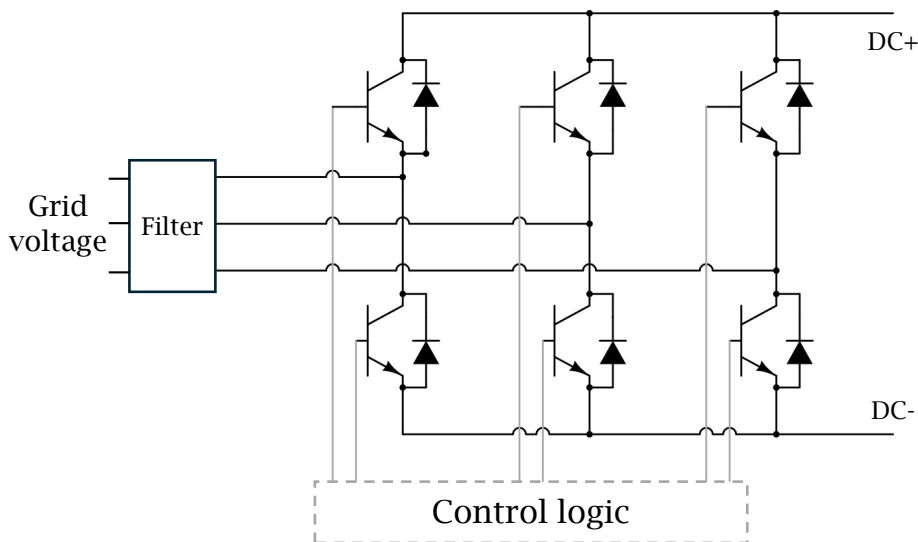 DC+
Grid
voltage
Filter
DC-
Control logic